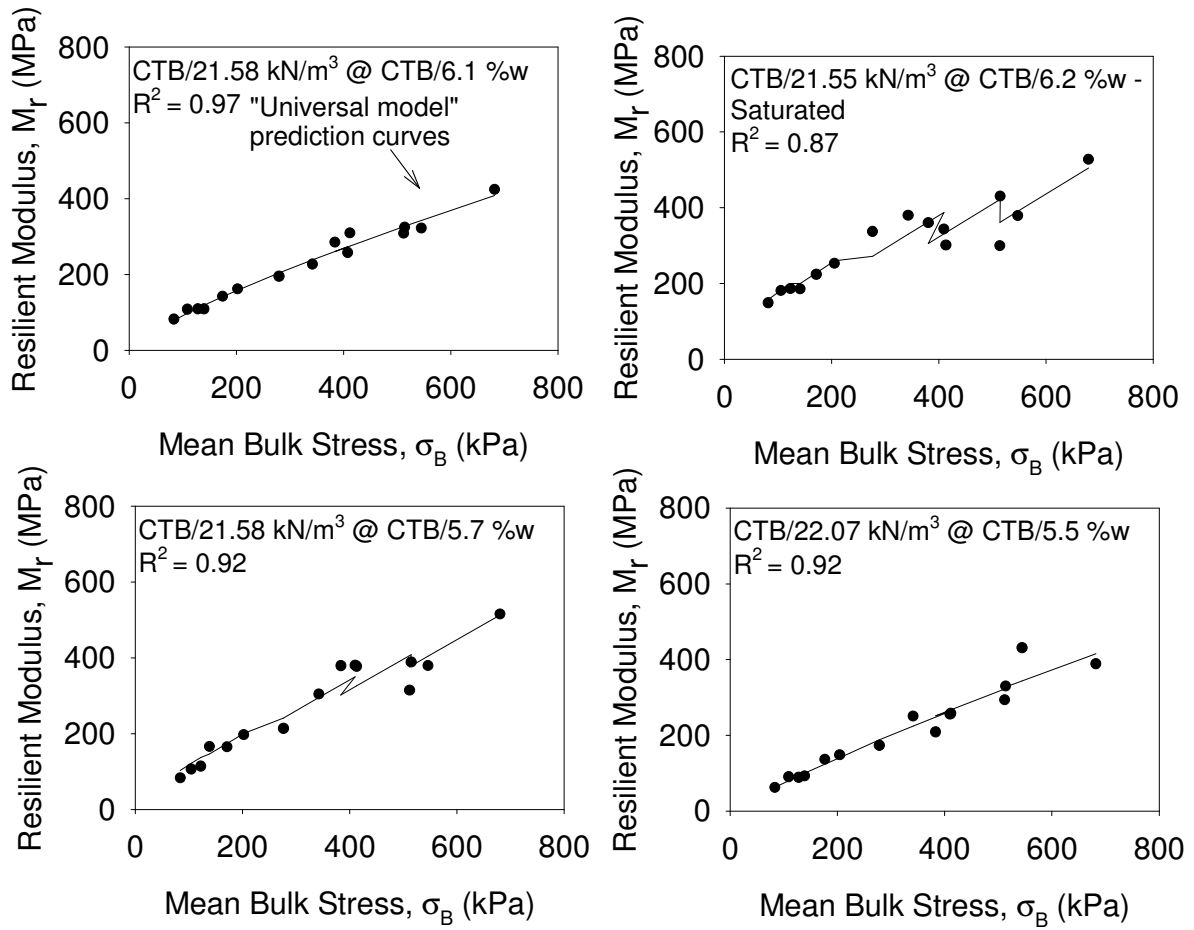 Resilient Modulus, Mr (MPa)
800
600
400
200
0
CTB/21.58 kN/m³ @ CTB/6.1 %w
R² = 0.97
"Universal model"
prediction curves
0 200 400 600 800
Mean Bulk Stress, σB (kPa)
Resilient Modulus, Mr (MPa)
800
600
400
200
0
CTB/21.55 kN/m³ @ CTB/6.2 %w -
Saturated
R² = 0.87
0 200 400 600 800
Mean Bulk Stress, σB (kPa)
Resilient Modulus, Mr (MPa)
800
600
400
200
0
CTB/21.58 kN/m³ @ CTB/5.7 %w
R² = 0.92
0 200 400 600 800
Mean Bulk Stress, σB (kPa)
Resilient Modulus, Mr (MPa)
800
600
400
200
0
CTB/22.07 kN/m³ @ CTB/5.5 %w
R² = 0.92
0 200 400 600 800
Mean Bulk Stress, σB (kPa)